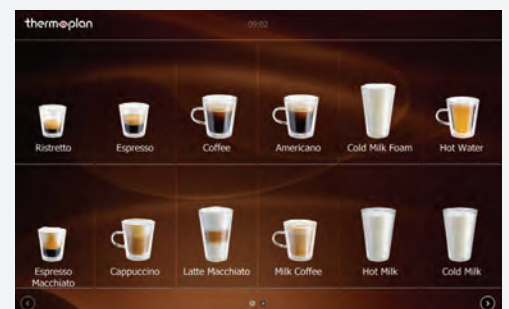 thermoplan
09:02
Ristretto
Espresso
Coffee
Americano
Cold Milk Foam
Hot Water
Espresso
Macchiato
Cappuccino
Latte Macchiato
Milk Coffee
Hot Milk
Cold Milk